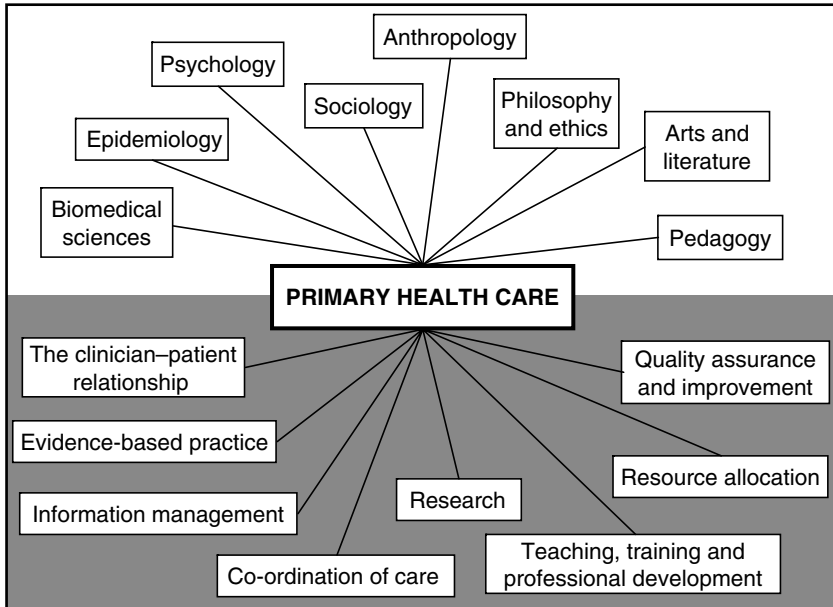 Anthropology
Psychology
Sociology
Philosophy
and ethics
Epidemiology
Arts and
literature
Biomedical
sciences
Pedagogy
PRIMARY HEALTH CARE
The clinician–patient
relationship
Quality assurance
and improvement
Evidence-based practice
Resource allocation
Research
Information management
Teaching, training and
professional development
Co-ordination of care